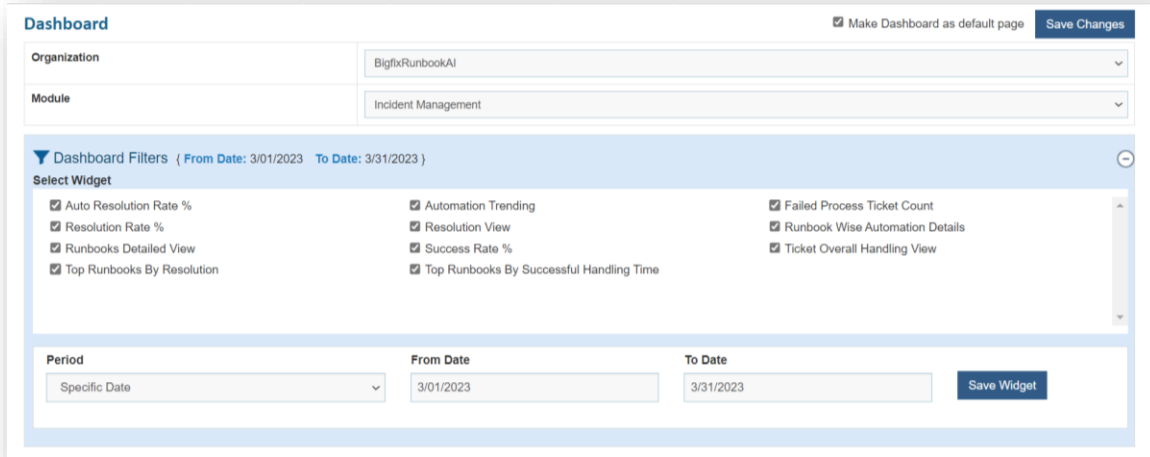 Dashboard Make Dashboard as default page Save Changes
Organization BigfixRunbookAI
Module Incident Management
Dashboard Filters { From Date: 3/01/2023 To Date: 3/31/2023 }
Select Widget
Auto Resolution Rate % Automation Trending Failed Process Ticket Count
Resolution Rate % Resolution View Runbook Wise Automation Details
Runbooks Detailed View Success Rate % Ticket Overall Handling View
Top Runbooks By Resolution Top Runbooks By Successful Handling Time
Period From Date To Date
Specific Date 3/01/2023 3/31/2023 Save Widget